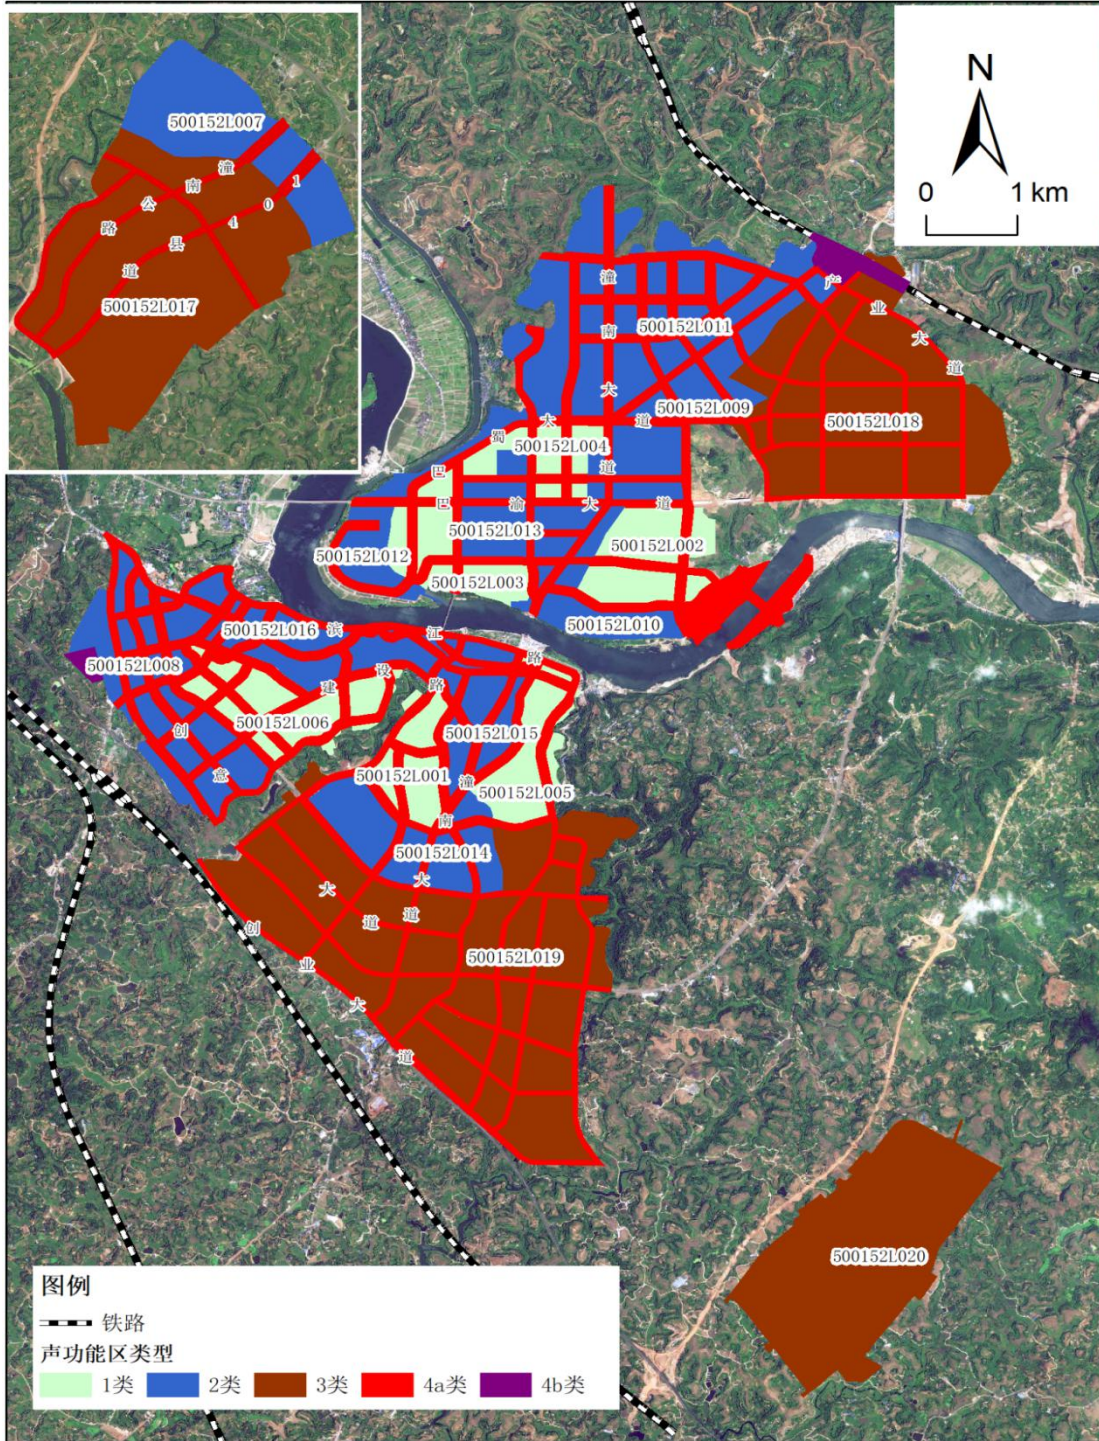 N
0 1 km
500152L007
潼
南
公
路
1
0
4
县
道
500152L017
潼
南
大
道
产
业
大
道
500152L011
500152L009
500152L018
蜀
大
道
500152L004
巴
巴
渝
大
道
500152L013
500152L002
500152L012
500152L003
500152L010
500152L016
滨
江
路
500152L008
建
设
路
500152L006
创
意
500152L015
500152L001
潼
500152L005
南
500152L014
大
道
大
道
创
业
大
道
500152L019
500152L020
图例
铁路
声功能区类型
1类 2类 3类 4a类 4b类